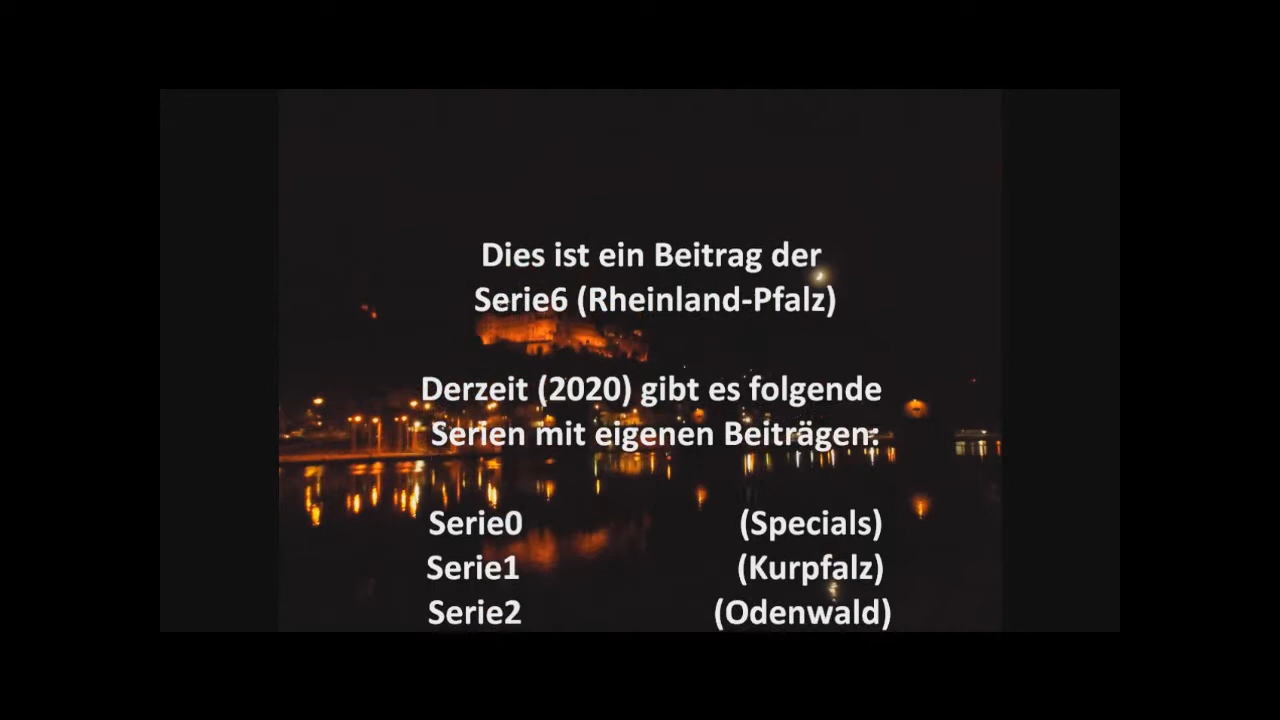 Dies ist ein Beitrag der
Serie6 (Rheinland-Pfalz)
Derzeit (2020) gibt es folgende
Serien mit eigenen Beiträgen:
Serie0 (Specials)
Serie1 (Kurpfalz)
Serie2 (Odenwald)